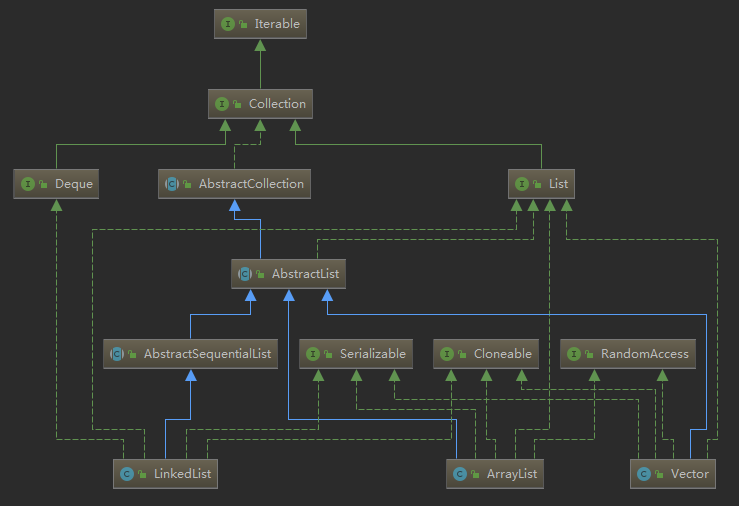 I Iterable
I Collection
I Deque
C AbstractCollection
I List
C AbstractList
C AbstractSequentialList
I Serializable
I Cloneable
I RandomAccess
C LinkedList
C ArrayList
C Vector